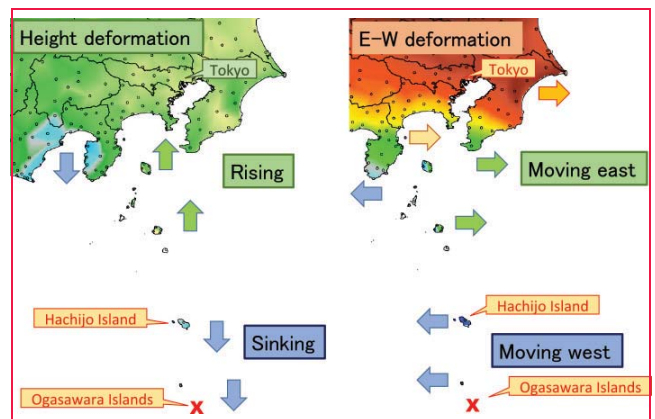 Height deformation
Tokyo
Rising
Hachijo Island
Sinking
Ogasawara Islands
X
E-W deformation
Tokyo
Moving east
Hachijo Island
Moving west
Ogasawara Islands
X